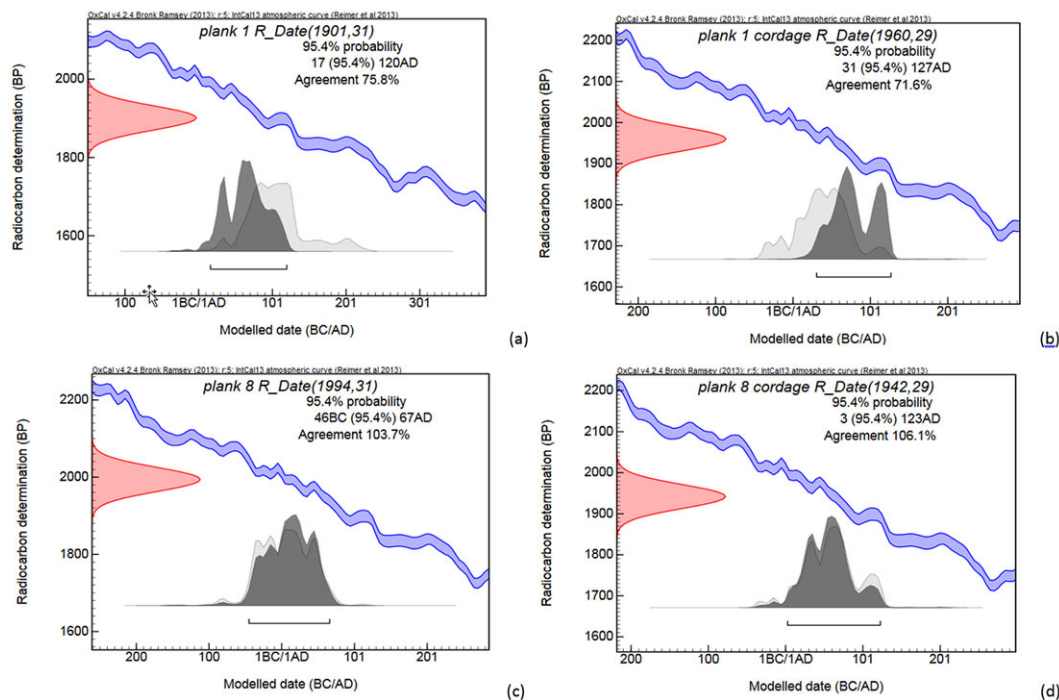 OxCal v4.2.4 Bronk Ramsey (2013); r:5; IntCal13 atmospheric curve (Reimer et al 2013)
plank 1 R_Date(1901,31)
95.4% probability
17 (95.4%) 120AD
Agreement 75.8%
Radiocarbon determination (BP)
2000
1800
1600
100 1BC/1AD 101 201 301
Modelled date (BC/AD)
(a)
OxCal v4.2.4 Bronk Ramsey (2013); r:5; IntCal13 atmospheric curve (Reimer et al 2013)
plank 1 cordage R_Date(1960,29)
95.4% probability
31 (95.4%) 127AD
Agreement 71.6%
Radiocarbon determination (BP)
2200
2100
2000
1900
1800
1700
1600
200 100 1BC/1AD 101 201
Modelled date (BC/AD)
(b)
OxCal v4.2.4 Bronk Ramsey (2013); r:5; IntCal13 atmospheric curve (Reimer et al 2013)
plank 8 R_Date(1994,31)
95.4% probability
46BC (95.4%) 67AD
Agreement 103.7%
Radiocarbon determination (BP)
2200
2000
1800
1600
200 100 1BC/1AD 101 201
Modelled date (BC/AD)
(c)
OxCal v4.2.4 Bronk Ramsey (2013); r:5; IntCal13 atmospheric curve (Reimer et al 2013)
plank 8 cordage R_Date(1942,29)
95.4% probability
3 (95.4%) 123AD
Agreement 106.1%
Radiocarbon determination (BP)
2200
2100
2000
1900
1800
1700
1600
200 100 1BC/1AD 101 201
Modelled date (BC/AD)
(d)